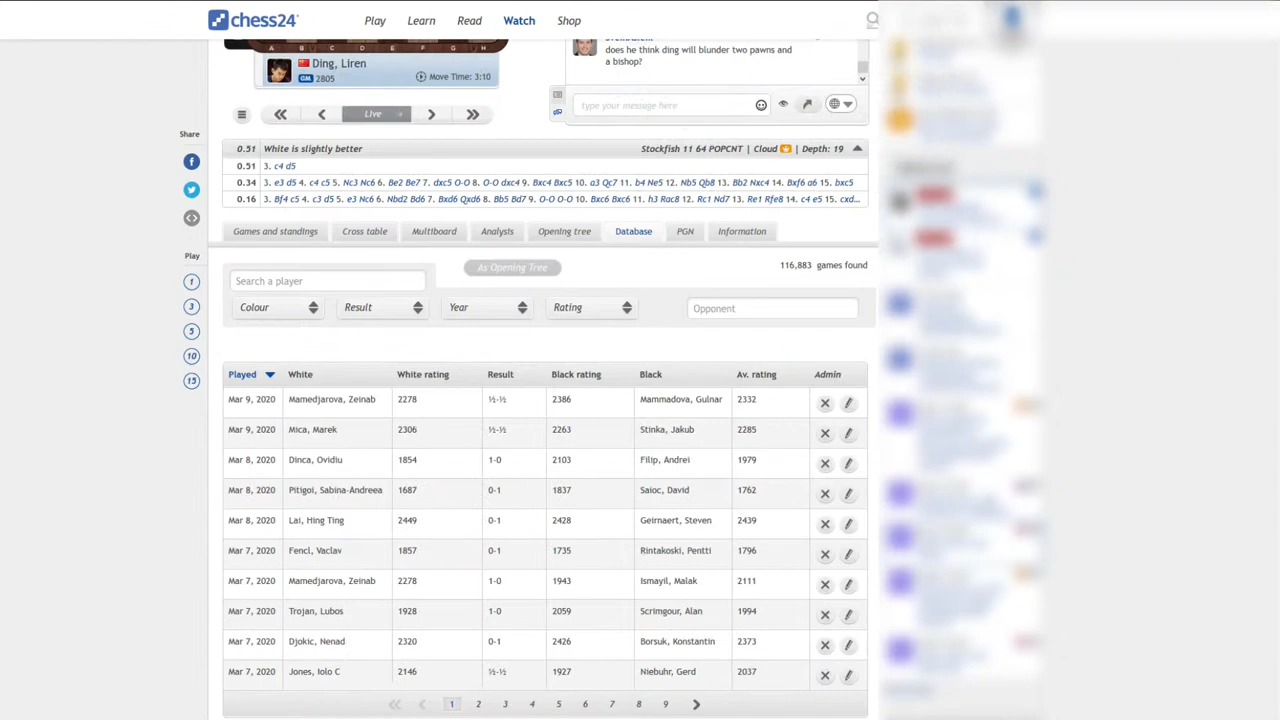 chess24
Play Learn Read Watch Shop
A B C D E F G H
Ding, Liren
GM 2805
Move Time: 3:10
does he think ding will blunder two pawns and
a bishop?
type your message here
Live
Share
0.51 White is slightly better Stockfish 11 64 POPCNT | Cloud | Depth: 19
0.51 3. c4 d5
0.34 3. e3 d5 4. c4 c5 5. Nc3 Nc6 6. Be2 Be7 7. dxc5 O-O 8. O-O dxc4 9. Bxc4 Bxc5 10. a3 Qc7 11. b4 Ne5 12. Nb5 Qb8 13. Bb2 Nxc4 14. Bxf6 a6 15. bxc5
0.16 3. Bf4 c5 4. c3 d5 5. e3 Nc6 6. Nbd2 Bd6 7. Bxd6 Qxd6 8. Bb5 Bd7 9. O-O O-O 10. Bxc6 Bxc6 11. h3 Rac8 12. Rc1 Nd7 13. Re1 Rfe8 14. c4 e5 15. cxd...
Games and standings Cross table Multiboard Analysis Opening tree Database PGN Information
Play
1
3
5
10
15
Search a player As Opening Tree 116,883 games found
Colour Result Year Rating Opponent
Played White White rating Result Black rating Black Av. rating Admin
Mar 9, 2020 Mamedjarova, Zeinab 2278 ½-½ 2386 Mammadova, Gulnar 2332
Mar 9, 2020 Mica, Marek 2306 ½-½ 2263 Stinka, Jakub 2285
Mar 8, 2020 Dinca, Ovidiu 1854 1-0 2103 Filip, Andrei 1979
Mar 8, 2020 Pitigoi, Sabina-Andreea 1687 0-1 1837 Saioc, David 1762
Mar 8, 2020 Lai, Hing Ting 2449 0-1 2428 Geirnaert, Steven 2439
Mar 7, 2020 Fencl, Vaclav 1857 0-1 1735 Rintakoski, Pentti 1796
Mar 7, 2020 Mamedjarova, Zeinab 2278 1-0 1943 Ismayil, Malak 2111
Mar 7, 2020 Trojan, Lubos 1928 1-0 2059 Scrimgour, Alan 1994
Mar 7, 2020 Djokic, Nenad 2320 0-1 2426 Borsuk, Konstantin 2373
Mar 7, 2020 Jones, Iolo C 2146 ½-½ 1927 Niebuhr, Gerd 2037
1 2 3 4 5 6 7 8 9